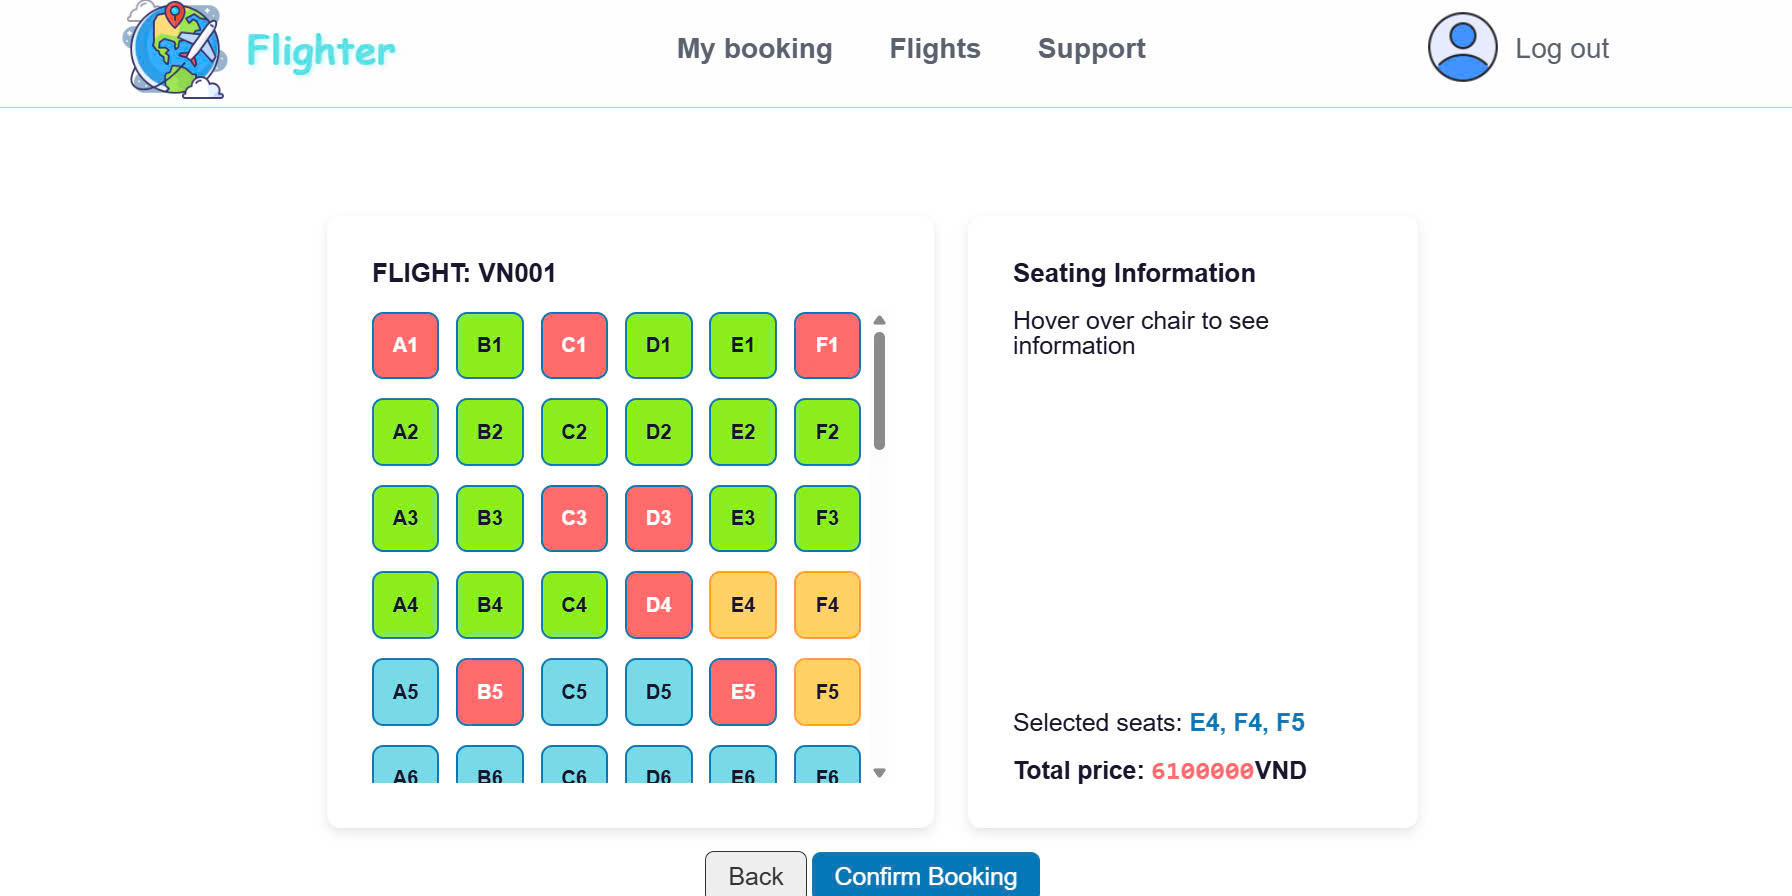 Flighter
My booking
Flights
Support
Log out
FLIGHT: VN001
A1 B1 C1 D1 E1 F1
A2 B2 C2 D2 E2 F2
A3 B3 C3 D3 E3 F3
A4 B4 C4 D4 E4 F4
A5 B5 C5 D5 E5 F5
A6 B6 C6 D6 E6 F6
Seating Information
Hover over chair to see
information
Selected seats: E4, F4, F5
Total price: 6100000VND
Back
Confirm Booking